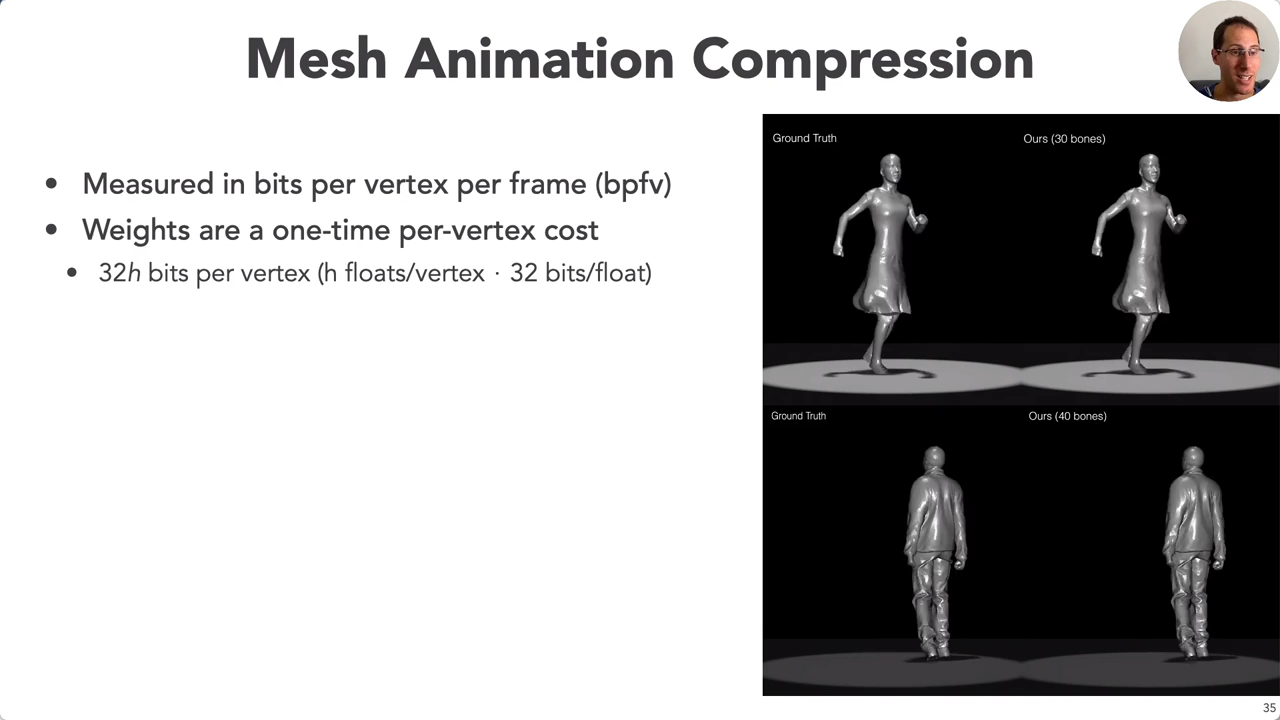 Mesh Animation Compression
• Measured in bits per vertex per frame (bpfv)
• Weights are a one-time per-vertex cost
• 32h bits per vertex (h floats/vertex · 32 bits/float)
Ground Truth
Ours (30 bones)
Ground Truth
Ours (40 bones)
35